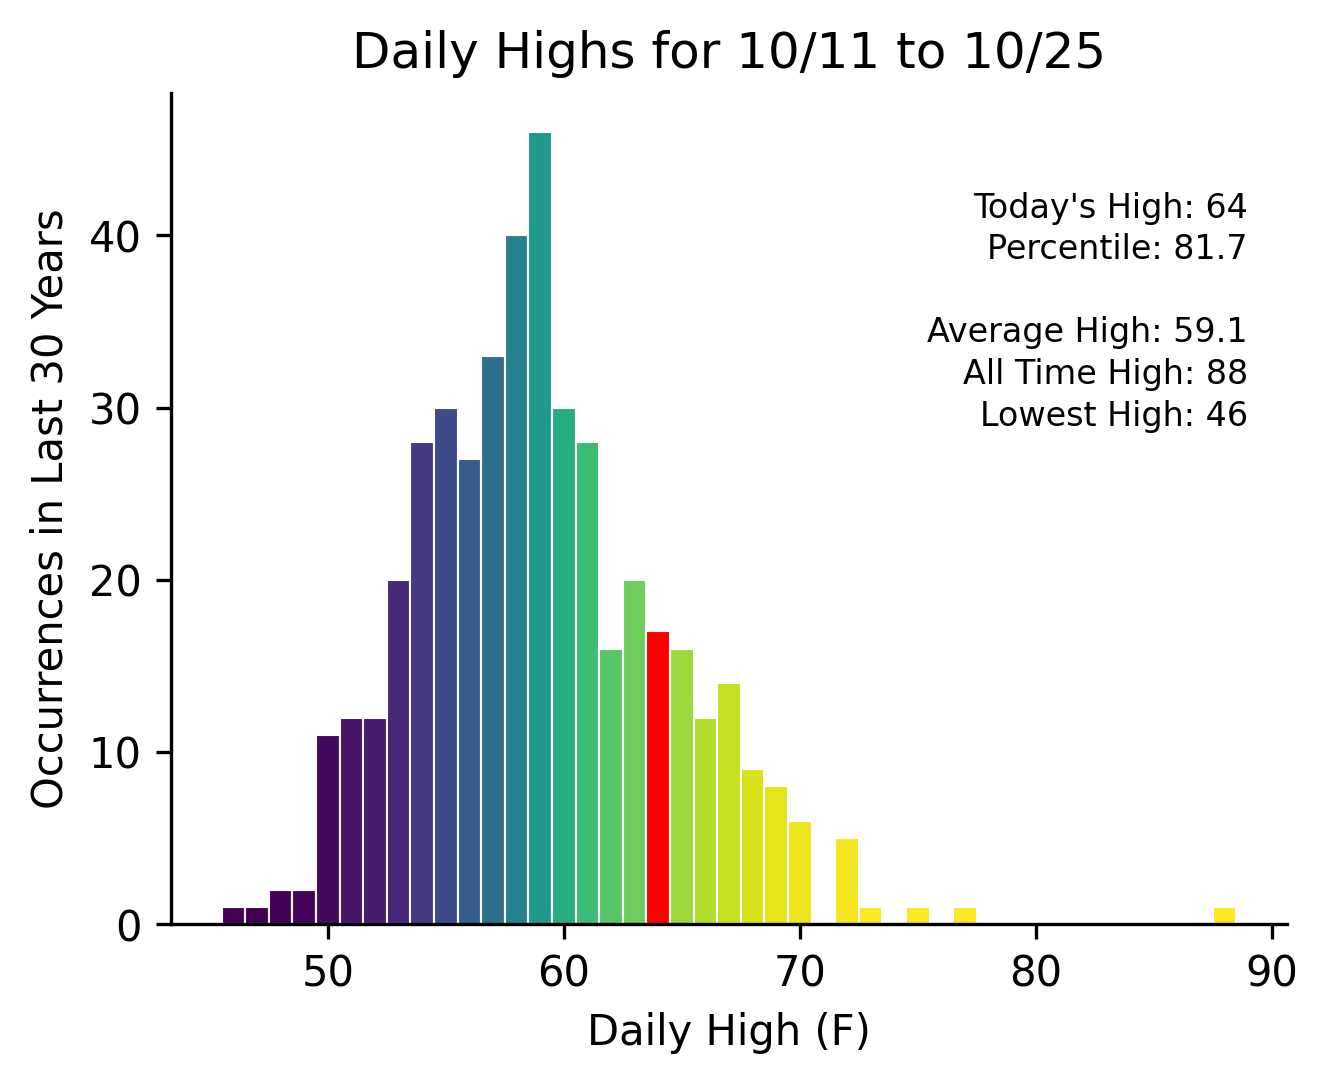 Daily Highs for 10/11 to 10/25
Today's High: 64
Percentile: 81.7
Average High: 59.1
All Time High: 88
Lowest High: 46
Occurrences in Last 30 Years
40
30
20
10
0
50 60 70 80 90
Daily High (F)